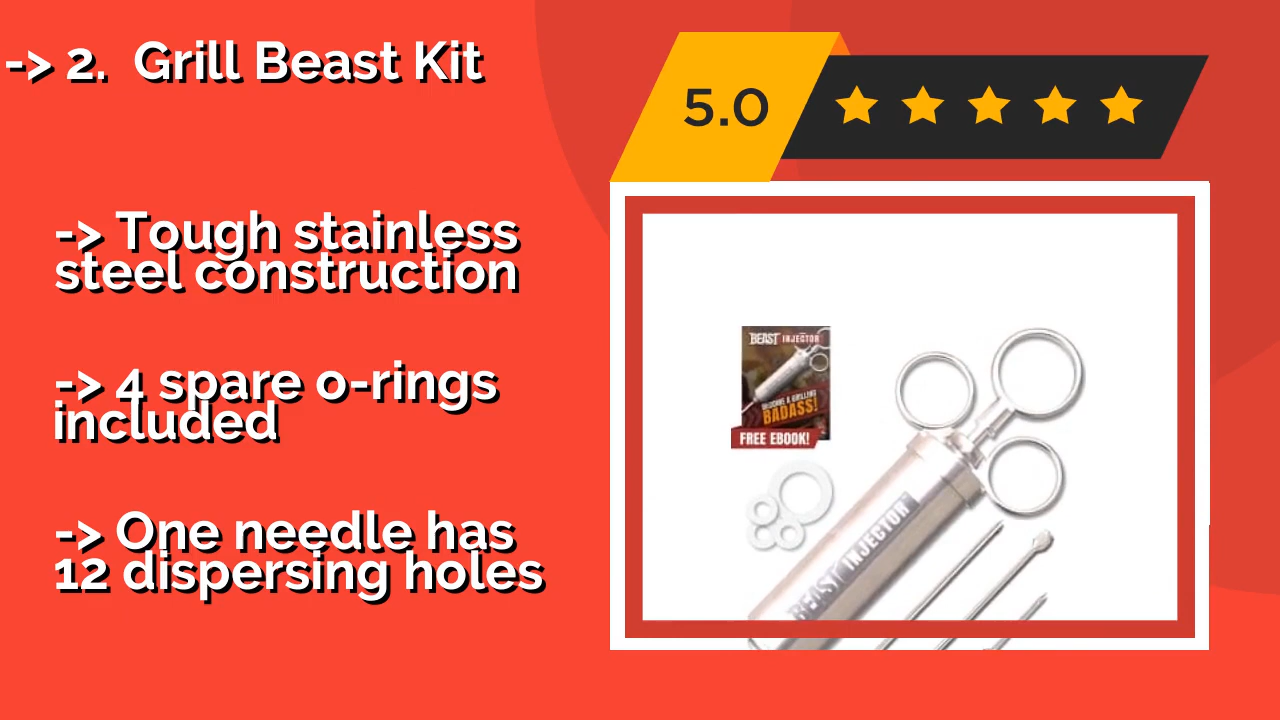 -> 2.  Grill Beast Kit
5.0
-> Tough stainless
steel construction
-> 4 spare o-rings
included
-> One needle has
12 dispersing holes
BEAST INJECTOR
BADASS!
FREE EBOOK!
BEAST INJECTOR